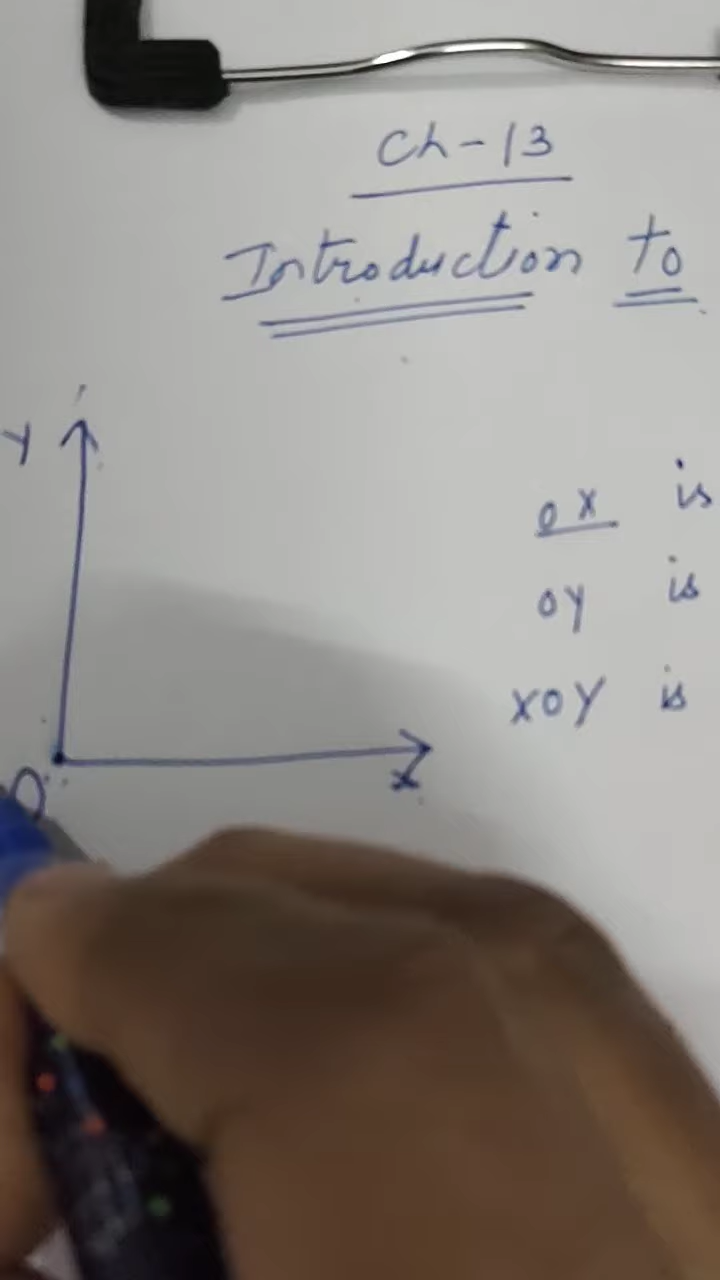 Ch-13
Introduction to
Y
OX is
OY is
XOY is
X
O